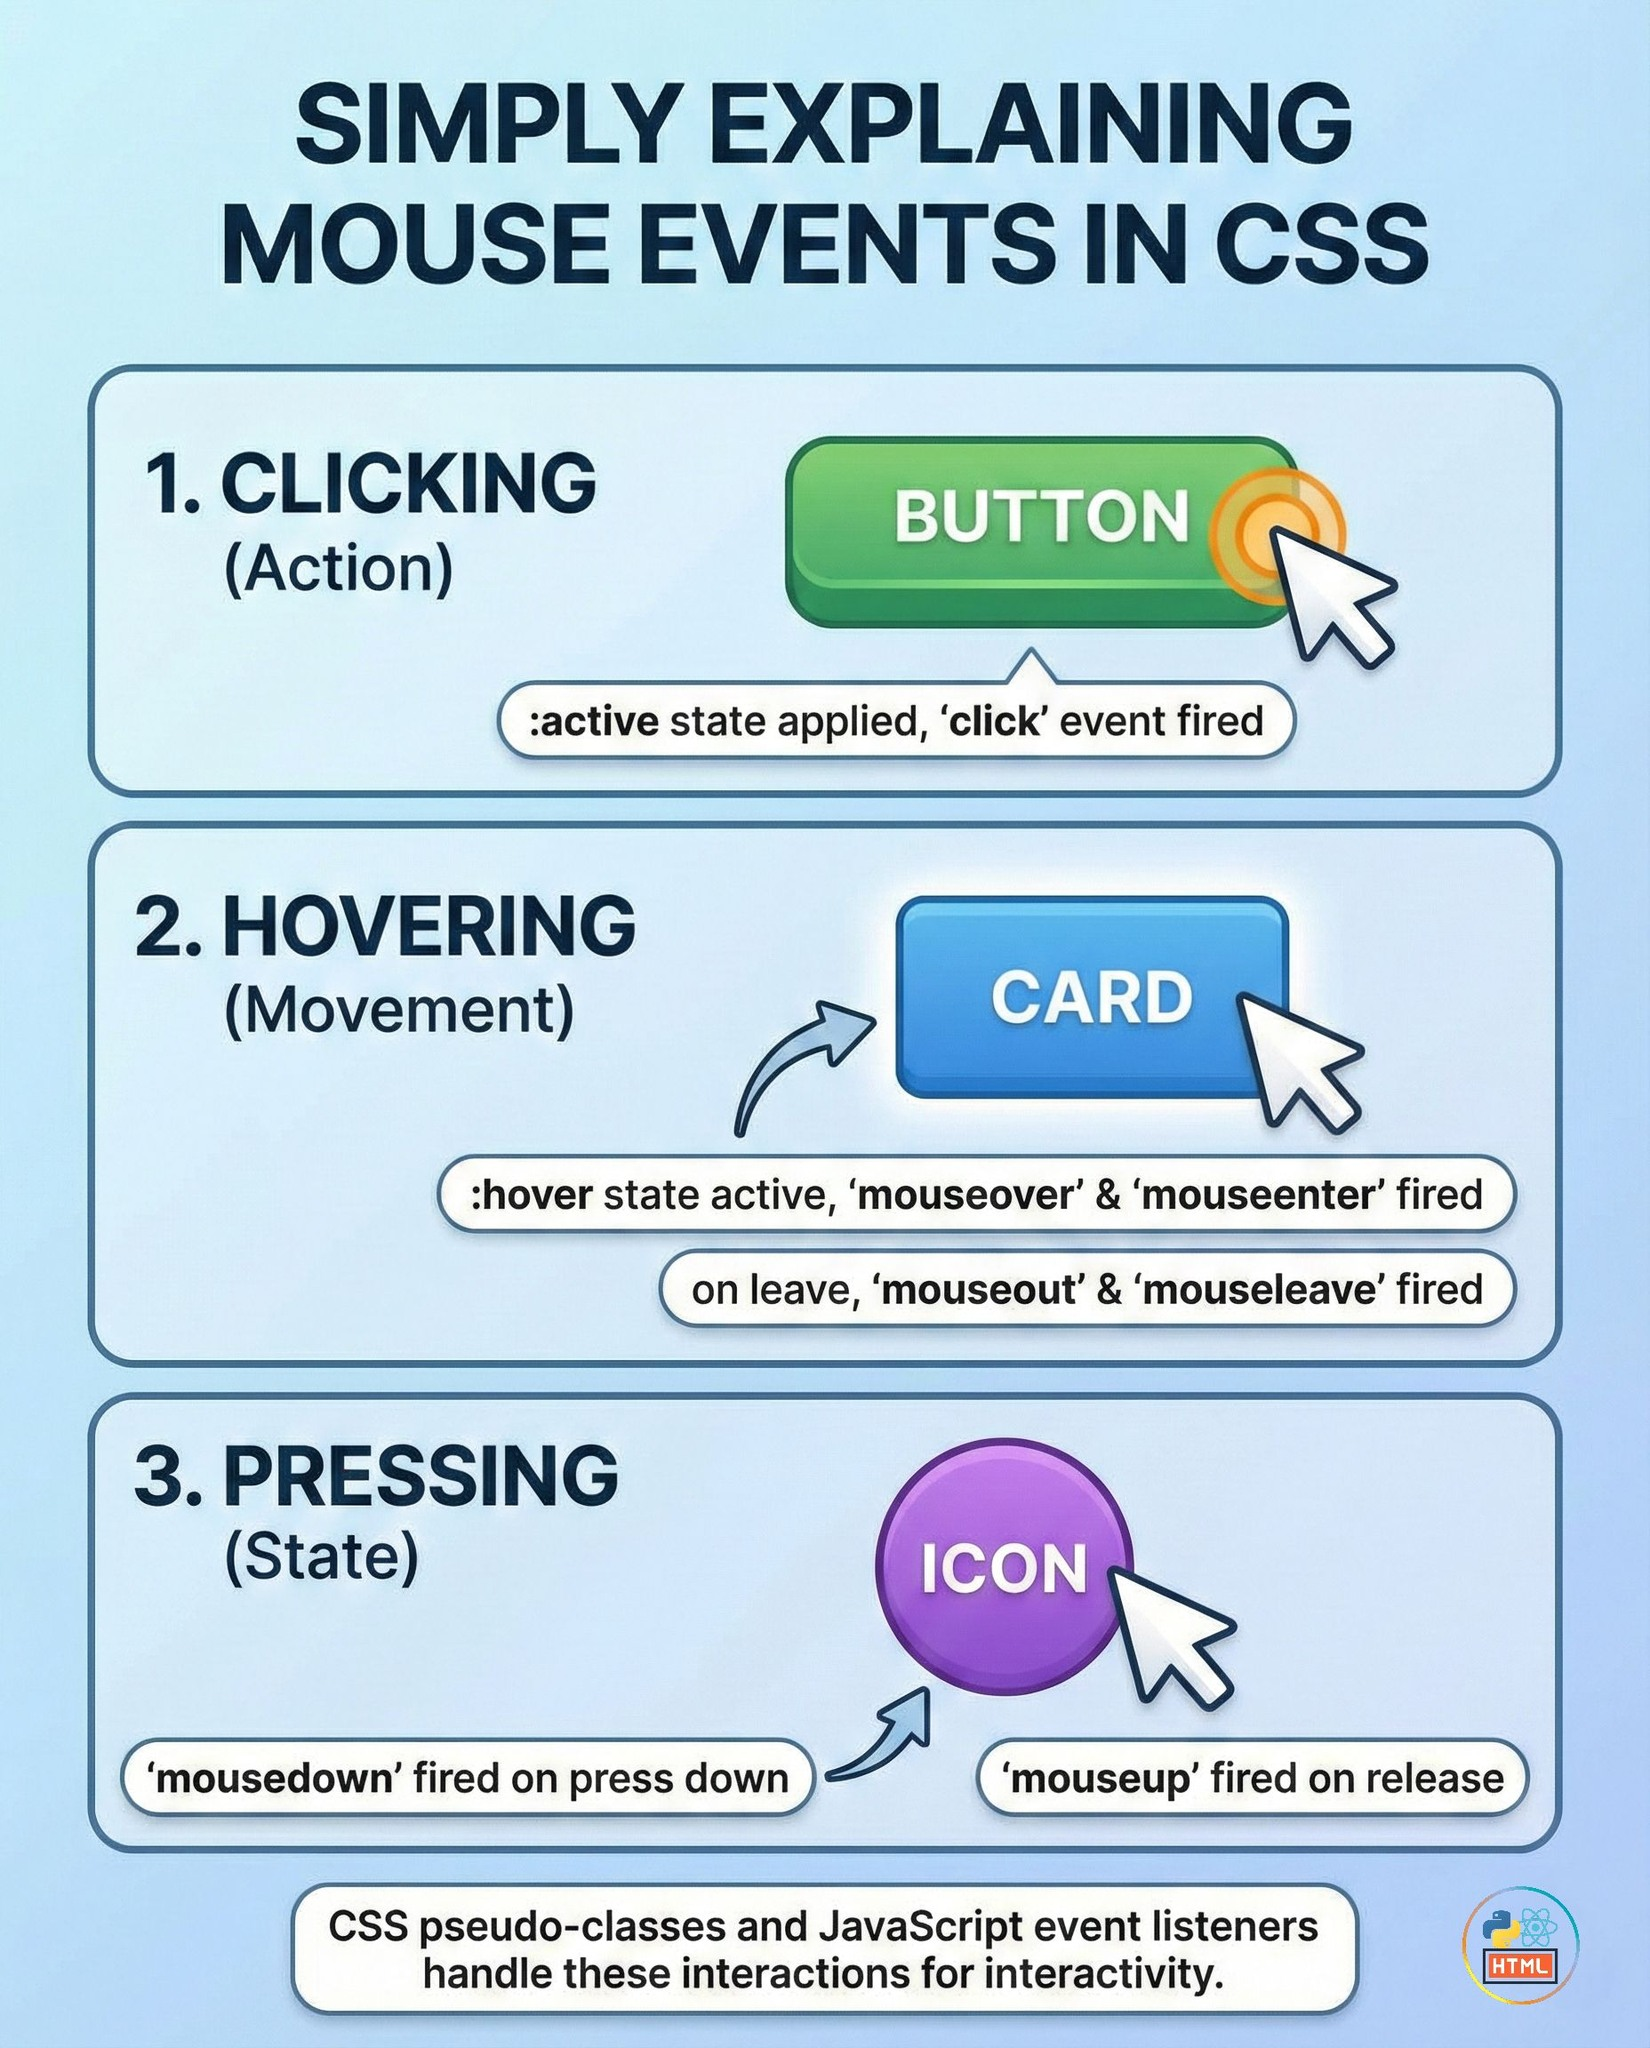 SIMPLY EXPLAINING
MOUSE EVENTS IN CSS
1. CLICKING
(Action)
BUTTON
:active state applied, ‘click’ event fired
2. HOVERING
(Movement)
CARD
:hover state active, ‘mouseover’ & ‘mouseenter’ fired
on leave, ‘mouseout’ & ‘mouseleave’ fired
3. PRESSING
(State)
ICON
‘mousedown’ fired on press down
‘mouseup’ fired on release
CSS pseudo-classes and JavaScript event listeners
handle these interactions for interactivity.
HTML